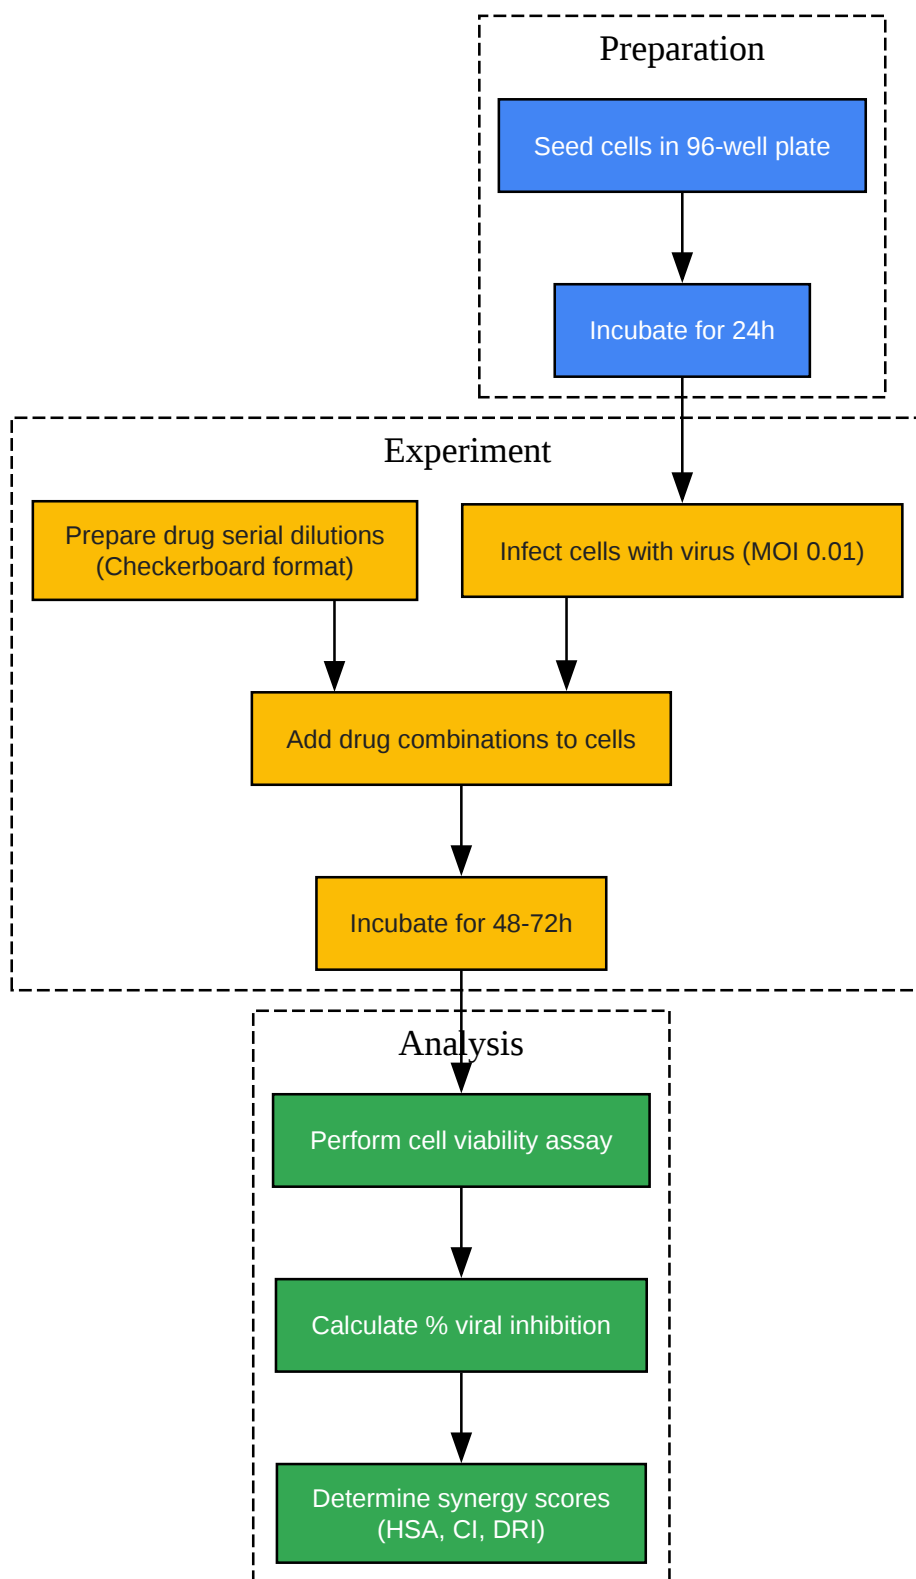 Preparation
Seed cells in 96-well plate
Incubate for 24h
Experiment
Prepare drug serial dilutions
(Checkerboard format)
Infect cells with virus (MOI 0.01)
Add drug combinations to cells
Incubate for 48-72h
Analysis
Perform cell viability assay
Calculate % viral inhibition
Determine synergy scores
(HSA, CI, DRI)